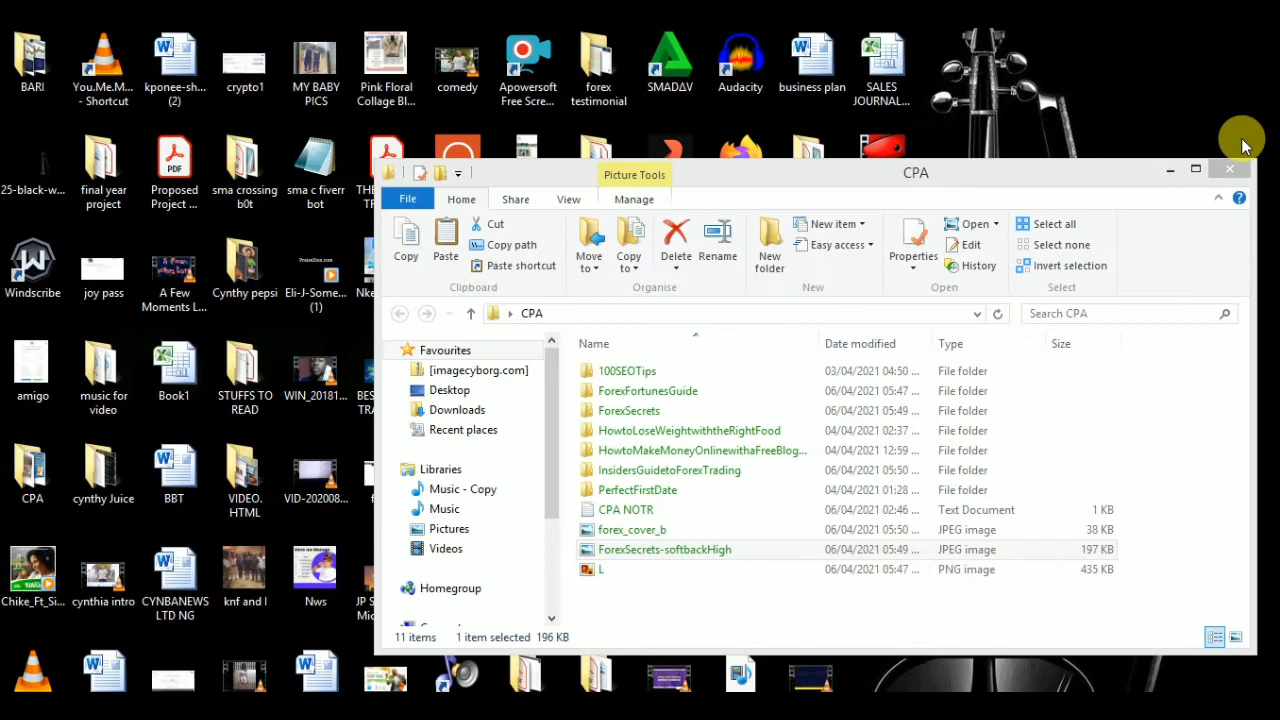 BARI
You.Me.M...
- Shortcut
kponee-sh...
(2)
crypto1
MY BABY
PICS
Pink Floral
Collage Bl...
comedy
Apowersoft
Free Scre...
forex
testimonial
SMADΔV
Audacity
business plan
SALES
JOURNAL...
25-black-w...
final year
project
PDF
Proposed
Project ...
sma crossing
b0t
sma c fiverr
bot
THE
T
Windscribe
joy pass
A Few
Moments L...
Cynthy pepsi
PraiseZion.com
Eli-J-Some...
(1)
Nke
amigo
music for
video
Book1
STUFFS TO
READ
WIN_20181...
BES
TRA
CPA
cynthy Juice
BBT
VIDEO.
HTML
VID-202008...
f
Chike_Ft_Si...
cynthia intro
CYNBANEWS
LTD NG
knf and I
Nws
JP S
Mic
Picture Tools
CPA
File
Home
Share
View
Manage
Copy
Paste
Cut
Copy path
Paste shortcut
Clipboard
Move
to
Copy
to
Delete
Rename
Organise
New
folder
New item
Easy access
New
Properties
Open
Edit
History
Open
Select all
Select none
Invert selection
Select
CPA
Search CPA
Favourites
[imagecyborg.com]
Desktop
Downloads
Recent places
Libraries
Music - Copy
Music
Pictures
Videos
Homegroup
Name Date modified Type Size
100SEOTips 03/04/2021 04:50 ... File folder
ForexFortunesGuide 06/04/2021 05:47 ... File folder
ForexSecrets 06/04/2021 05:49 ... File folder
HowtoLoseWeightwiththeRightFood 04/04/2021 02:37 ... File folder
HowtoMakeMoneyOnlinewithaFreeBlog... 04/04/2021 12:59 ... File folder
InsidersGuidetoForexTrading 06/04/2021 05:50 ... File folder
PerfectFirstDate 04/04/2021 01:28 ... File folder
CPA NOTR 06/04/2021 02:46 ... Text Document 1 KB
forex_cover_b 06/04/2021 05:50 ... JPEG image 38 KB
ForexSecrets-softbackHigh 06/04/2021 05:49 ... JPEG image 197 KB
L 06/04/2021 05:47 ... PNG image 435 KB
11 items 1 item selected 196 KB